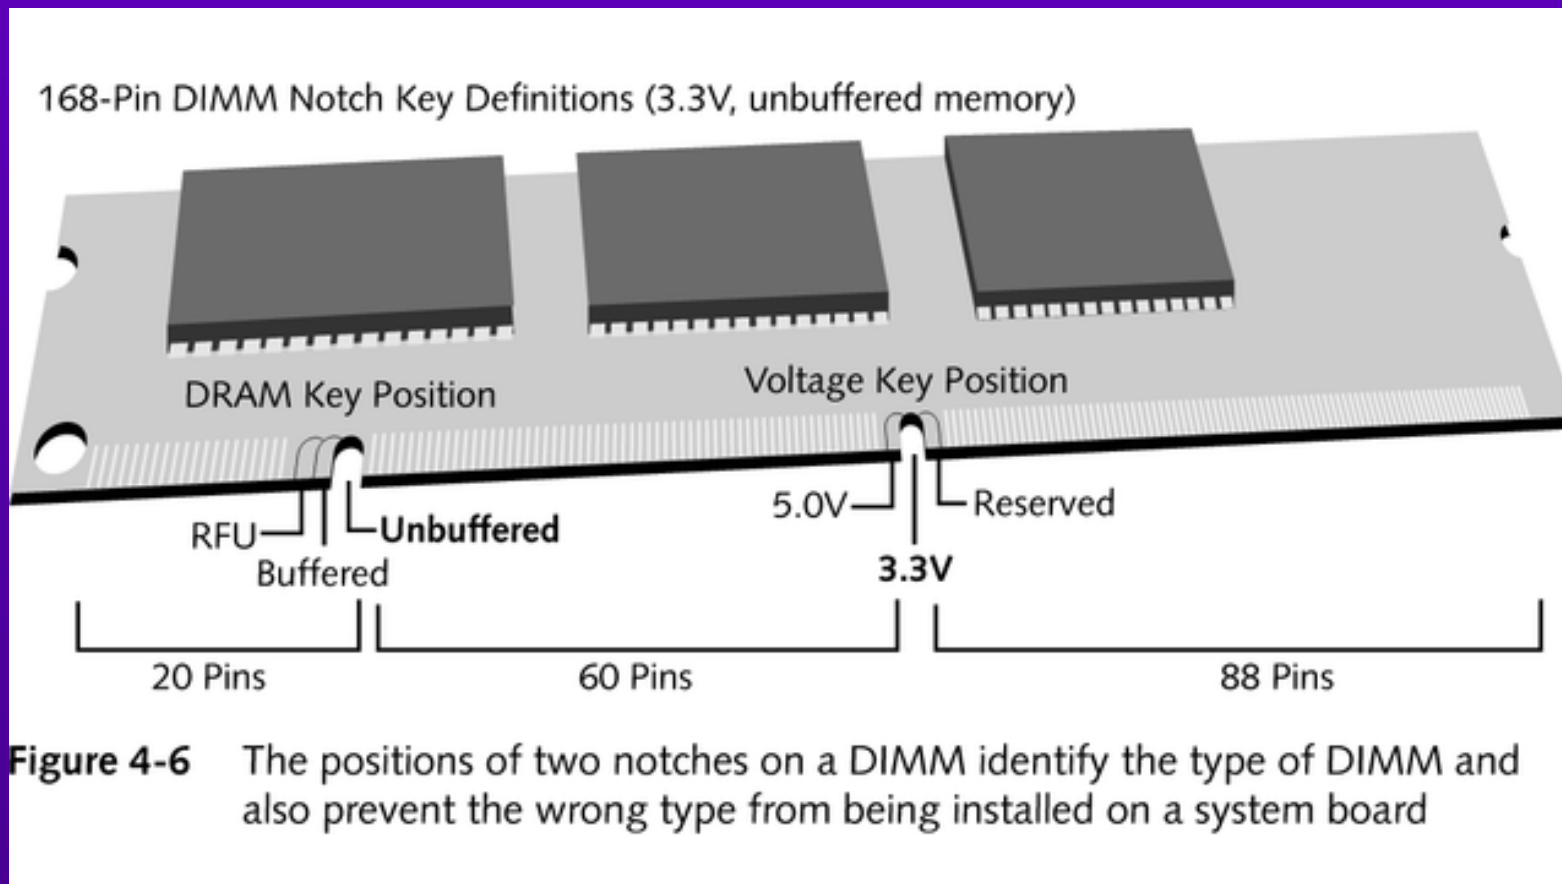 168-Pin DIMM Notch Key Definitions (3.3V, unbuffered memory)
DRAM Key Position
Voltage Key Position
RFU
Buffered
Unbuffered
5.0V
3.3V
Reserved
20 Pins
60 Pins
88 Pins
Figure 4-6 The positions of two notches on a DIMM identify the type of DIMM and
also prevent the wrong type from being installed on a system board